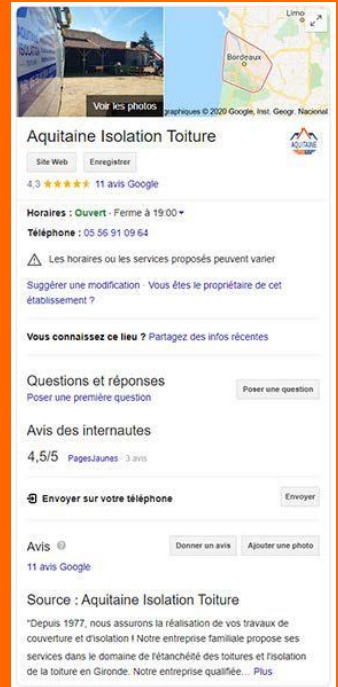 AQUITAINE
ISOLATION
Limo
Bordeaux
Voir les photos
graphiques © 2020 Google, Inst. Geogr. Nacional
Aquitaine Isolation Toiture
AQUITAINE
Site Web Enregistrer
4,3 ★★★★★ 11 avis Google
Horaires : Ouvert · Ferme à 19:00
Téléphone : 05 56 91 09 64
Les horaires ou les services proposés peuvent varier
Suggérer une modification · Vous êtes le propriétaire de cet
établissement ?
Vous connaissez ce lieu ? Partagez des infos récentes
Questions et réponses
Poser une question
Poser une première question
Avis des internautes
4,5/5 PagesJaunes · 3 avis
Envoyer sur votre téléphone Envoyer
Avis Donner un avis Ajouter une photo
11 avis Google
Source : Aquitaine Isolation Toiture
"Depuis 1977, nous assurons la réalisation de vos travaux de
couverture et d'isolation ! Notre entreprise familiale propose ses
services dans le domaine de l'étanchéité des toitures et l'isolation
de la toiture en Gironde. Notre entreprise qualifiée... Plus